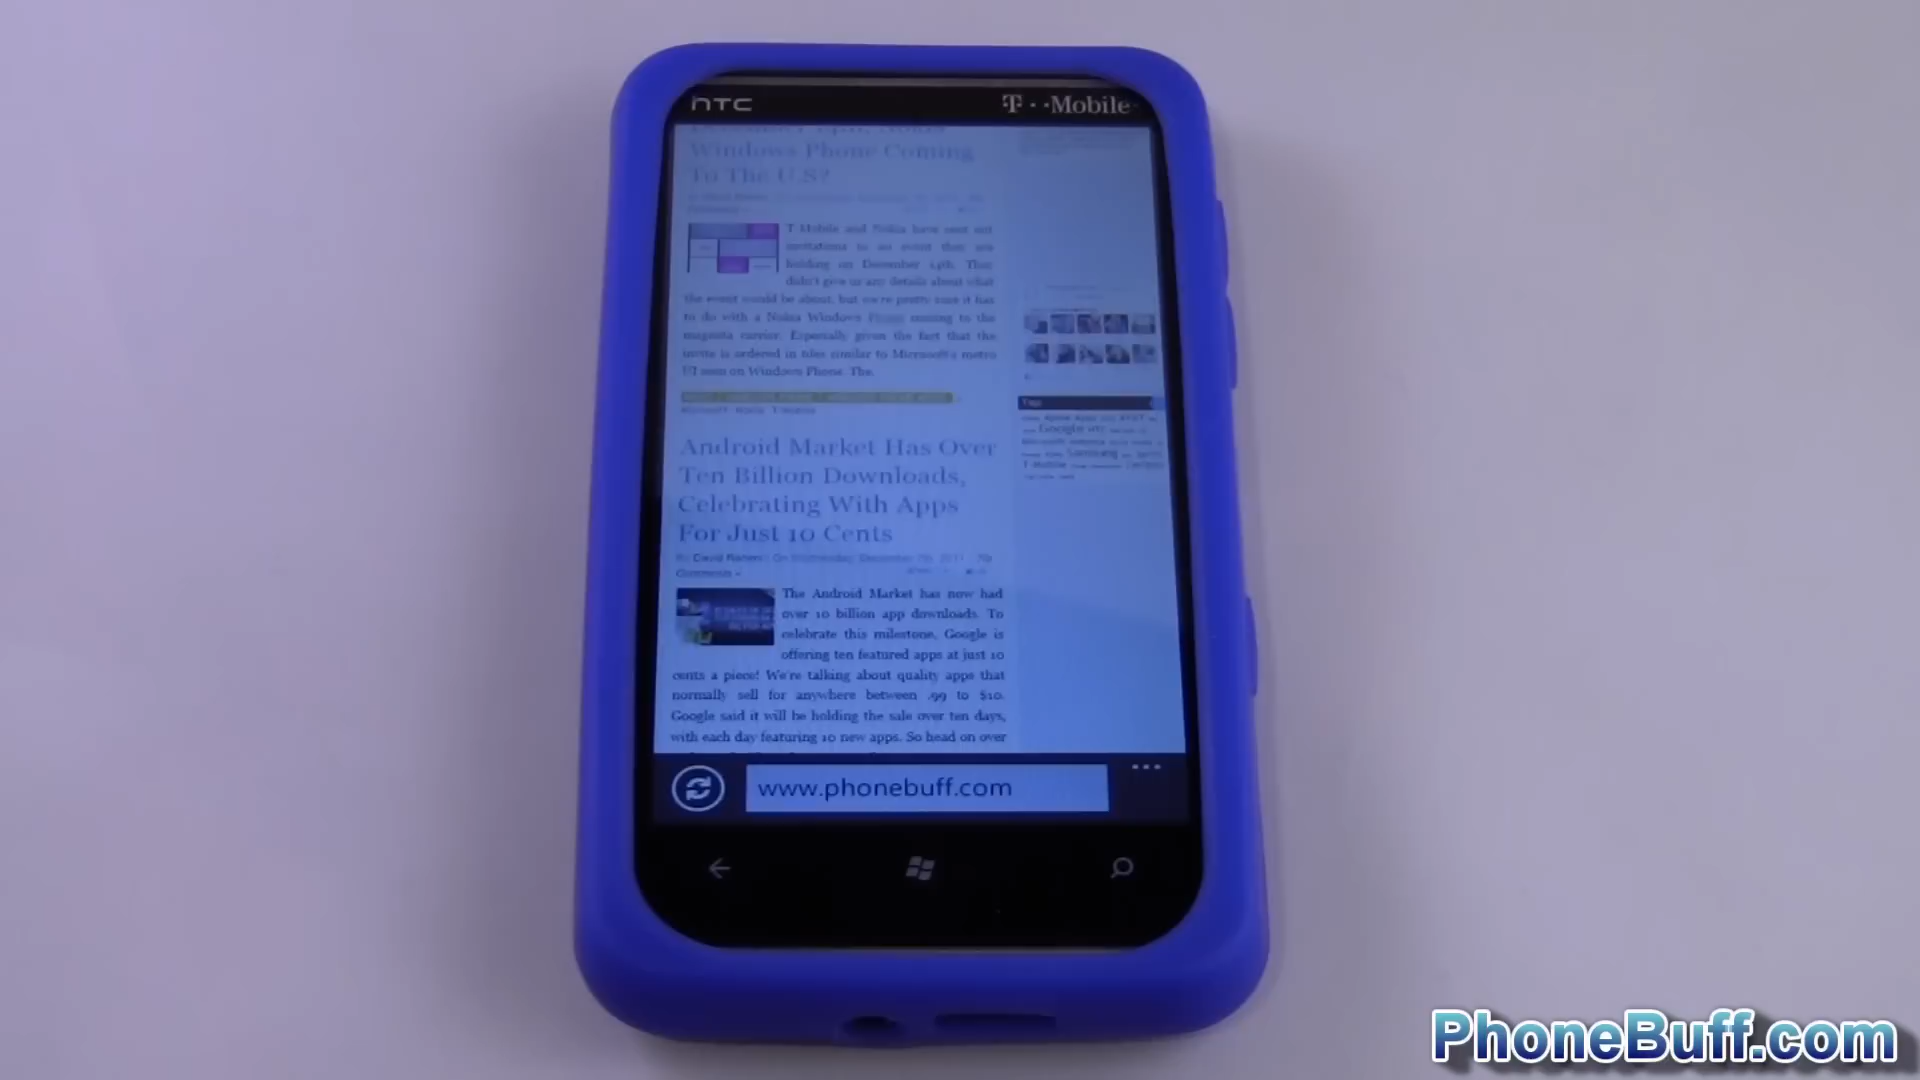 hTC
T··Mobile·
Windows Phone Coming
To The U.S?
T-Mobile and Nokia have sent out
invitations to an event they are
holding on December 14th. They
didn't give us any details about what
the event would be about, but we're pretty sure it has
to do with a Nokia Windows Phone coming to the
magenta carrier. Especially given the fact that the
invite is ordered in tiles similar to Microsoft's metro
UI seen on Windows Phone. The.
Tags
Google HTC
Samsung
T-Mobile
Android Market Has Over
Ten Billion Downloads,
Celebrating With Apps
For Just 10 Cents
Comments »
The Android Market has now had
over 10 billion app downloads. To
celebrate this milestone, Google is
offering ten featured apps at just 10
cents a piece! We're talking about quality apps that
normally sell for anywhere between .99 to $10.
Google said it will be holding the sale over ten days,
with each day featuring 10 new apps. So head on over
www.phonebuff.com
PhoneBuff.com